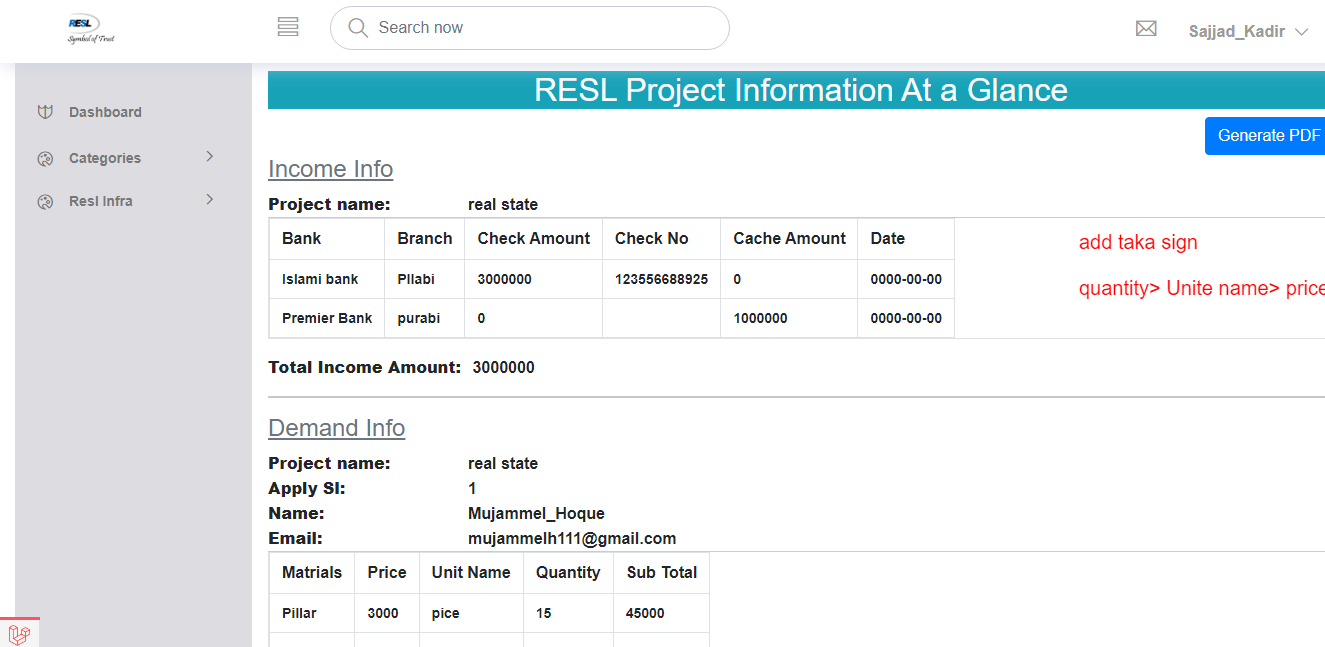 RESL
Symbol of Trust
Search now
Sajjad_Kadir
Dashboard
Categories
Resl Infra
RESL Project Information At a Glance
Generate PDF
Income Info
Project name: real state
Bank Branch Check Amount Check No Cache Amount Date
Islami bank Pllabi 3000000 123556688925 0 0000-00-00
Premier Bank purabi 0 1000000 0000-00-00
add taka sign
quantity> Unite name> price
Total Income Amount: 3000000
Demand Info
Project name: real state
Apply Sl: 1
Name: Mujammel_Hoque
Email: mujammelh111@gmail.com
Matrials Price Unit Name Quantity Sub Total
Pillar 3000 pice 15 45000